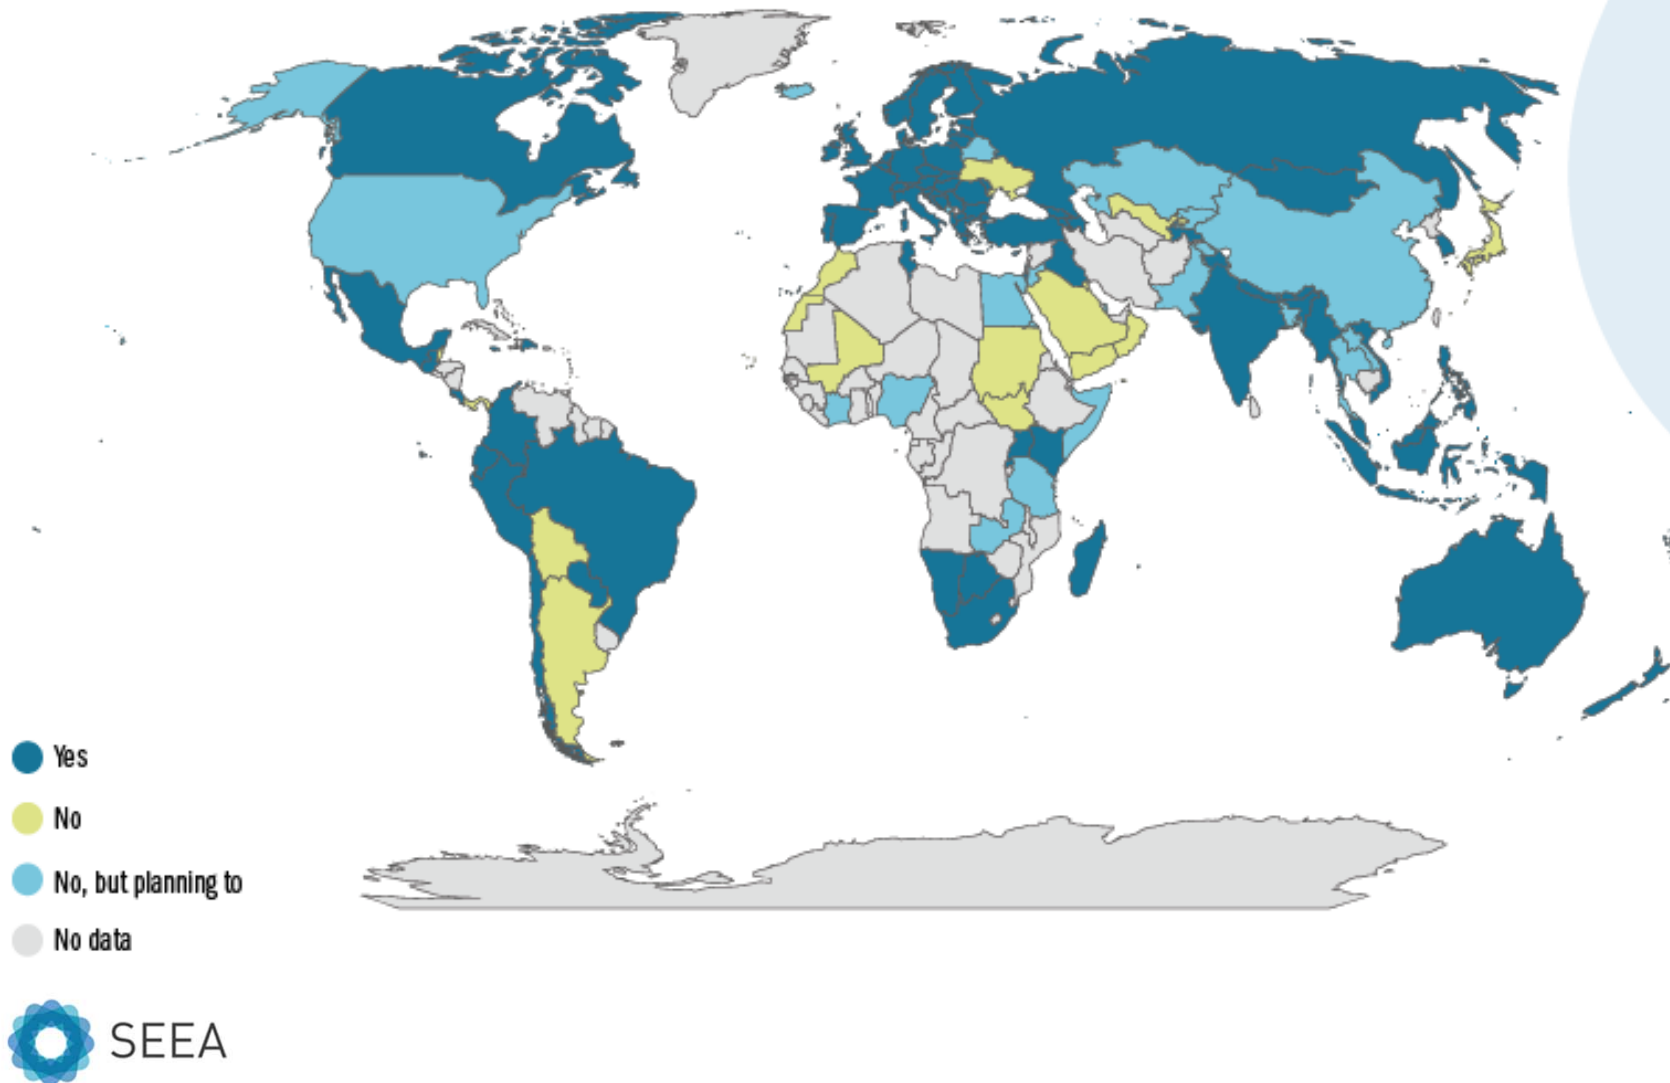 Yes
No
No, but planning to
No data
SEEA